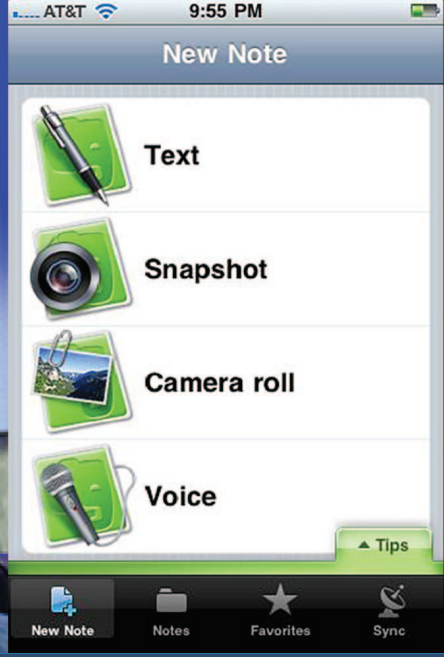 AT&T 9:55 PM
New Note
Text
Snapshot
Camera roll
Voice
Tips
New Note Notes Favorites Sync